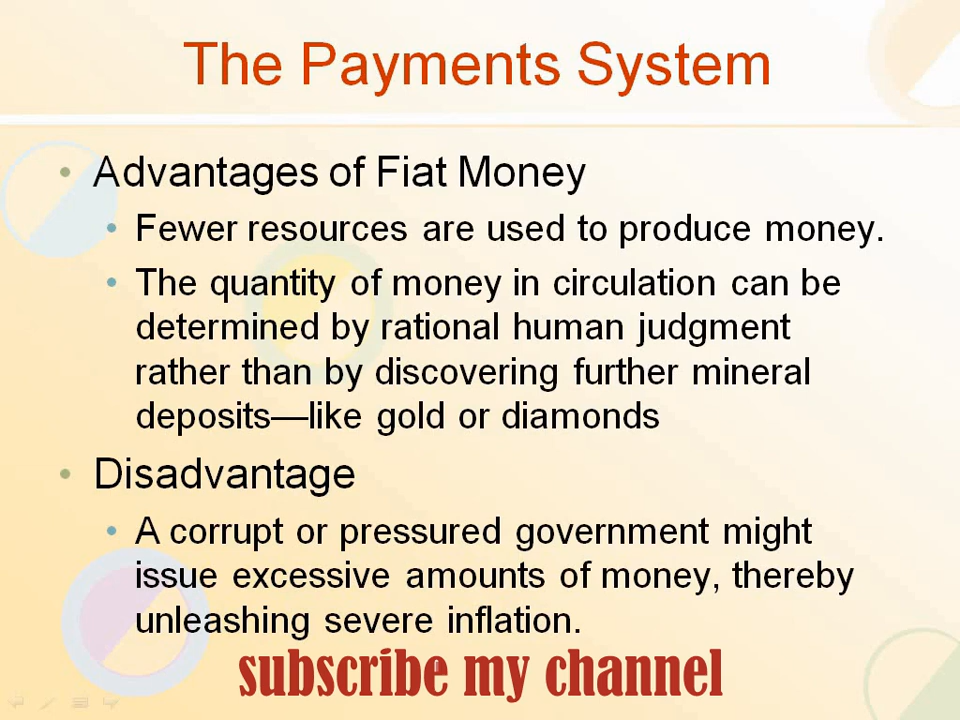 The Payments System
• Advantages of Fiat Money
• Fewer resources are used to produce money.
• The quantity of money in circulation can be
determined by rational human judgment
rather than by discovering further mineral
deposits—like gold or diamonds
• Disadvantage
• A corrupt or pressured government might
issue excessive amounts of money, thereby
unleashing severe inflation.
subscribe my channel